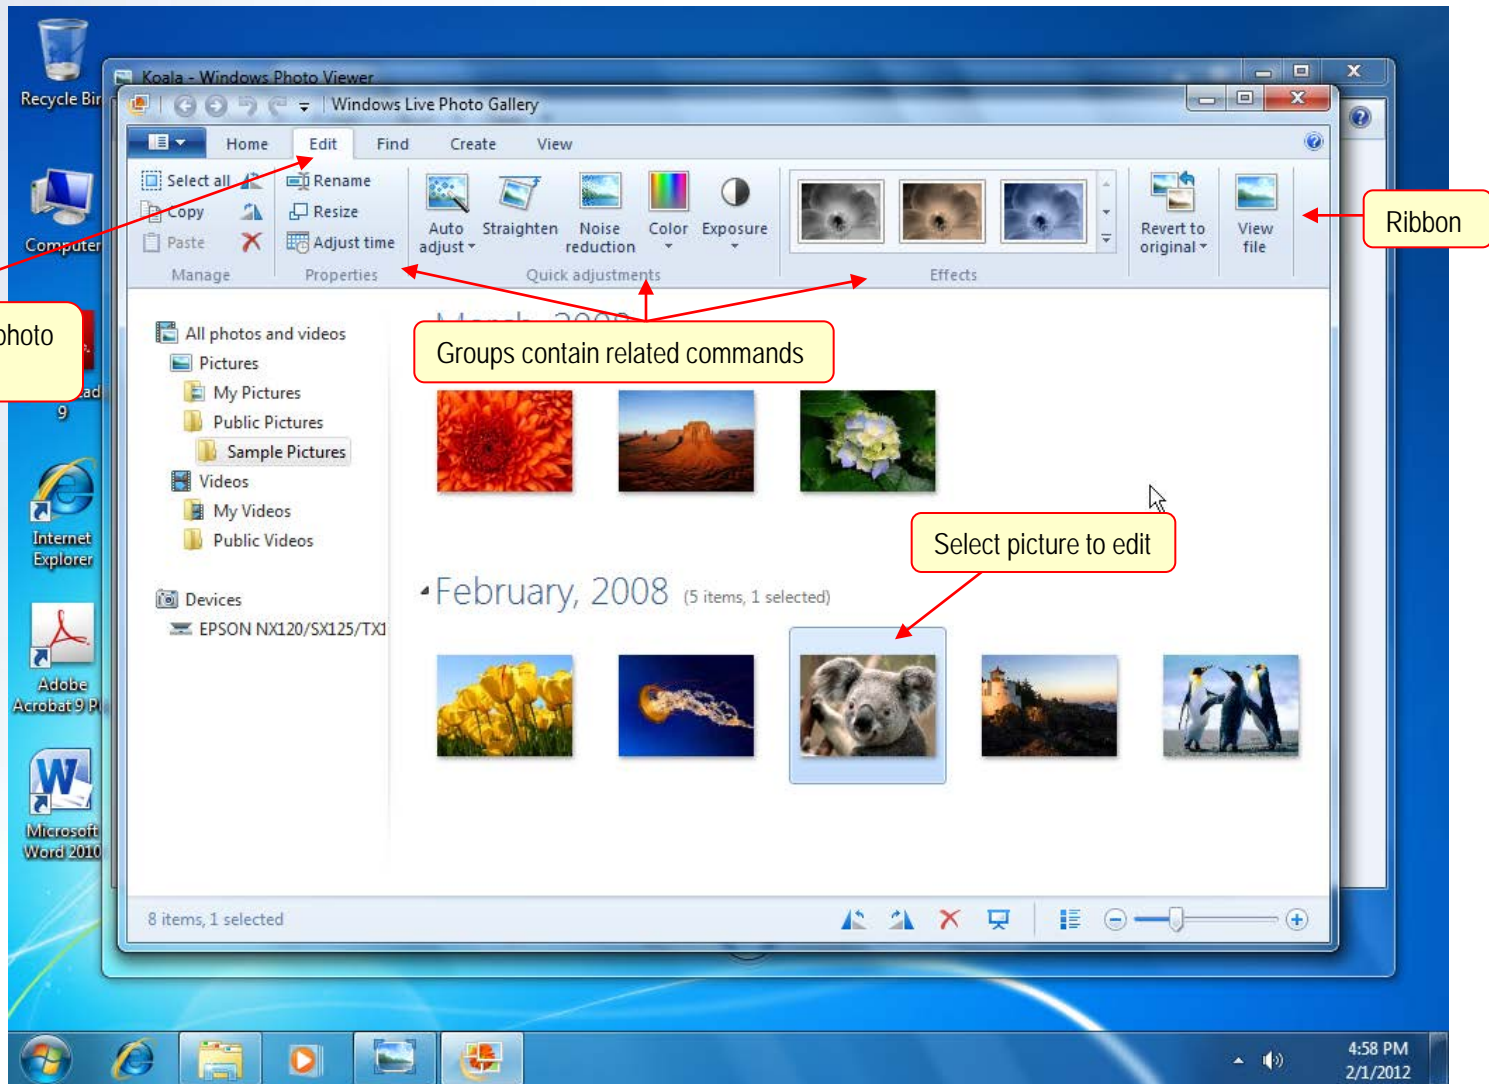 Recycle Bin
Koala - Windows Photo Viewer
Windows Live Photo Gallery
Home Edit Find Create View
Select all
Copy
Paste
Manage
Rename
Resize
Adjust time
Properties
Auto adjust
Straighten
Noise reduction
Color
Exposure
Quick adjustments
Effects
Revert to original
View file
Ribbon
Computer
photo
9
Groups contain related commands
All photos and videos
Pictures
My Pictures
Public Pictures
Sample Pictures
Videos
My Videos
Public Videos
Devices
EPSON NX120/SX125/TX1
Select picture to edit
February, 2008 (5 items, 1 selected)
Internet
Explorer
Adobe
Acrobat 9 P
Microsoft
Word 2010
8 items, 1 selected
4:58 PM
2/1/2012